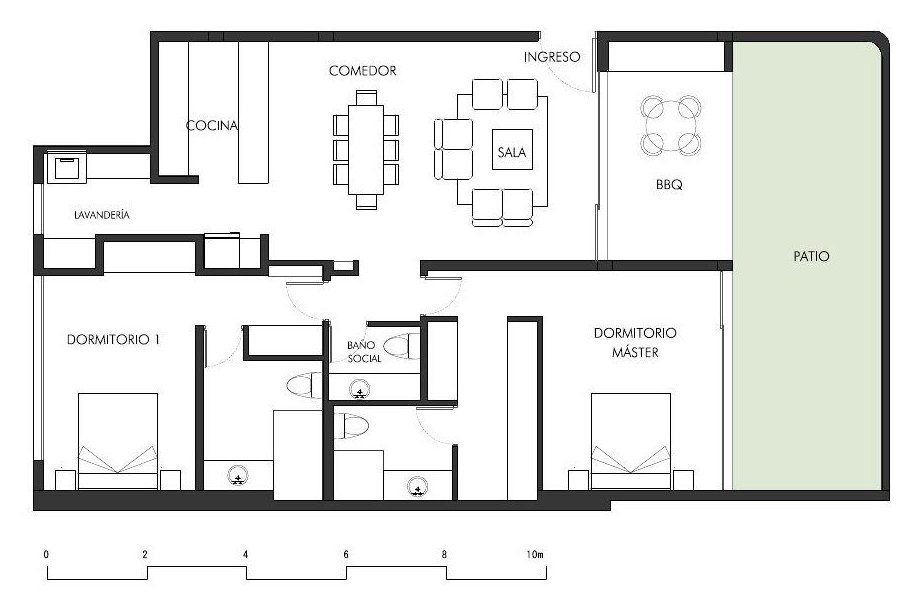 INGRESO
COMEDOR
COCINA
SALA
BBQ
LAVANDERÍA
PATIO
DORMITORIO 1
BAÑO
SOCIAL
DORMITORIO
MÁSTER
0 2 4 6 8 10m